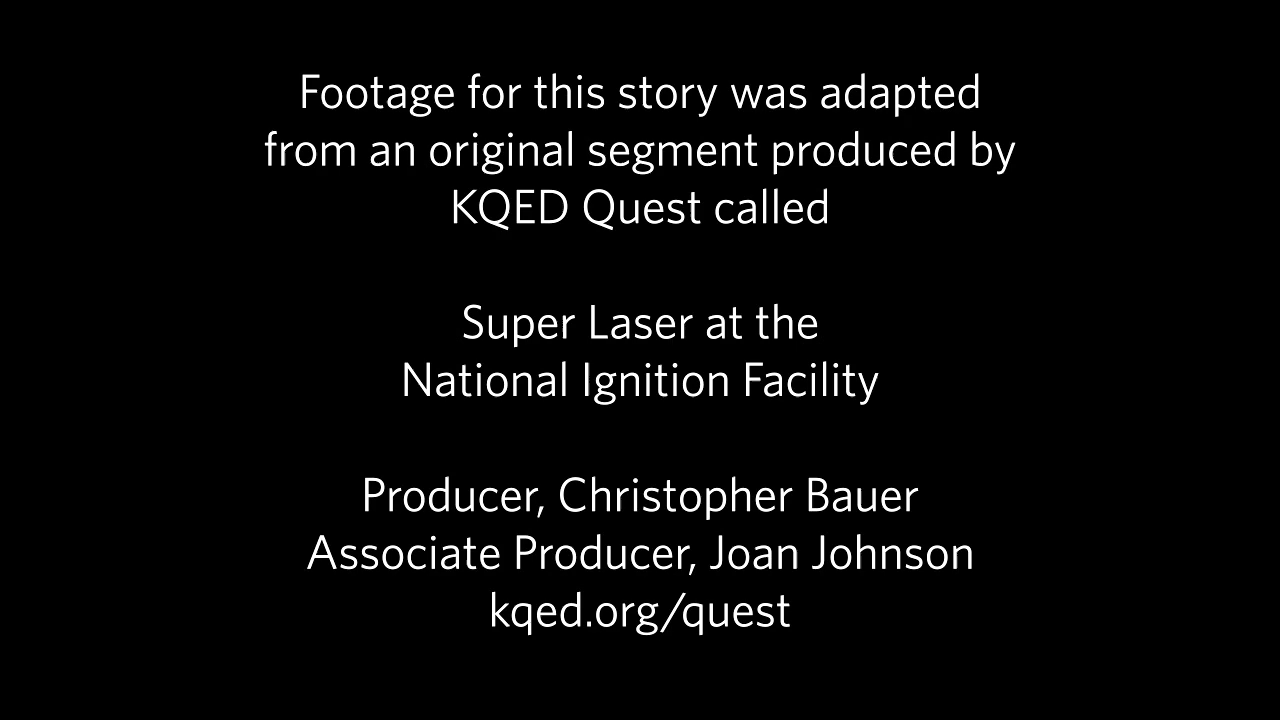 Footage for this story was adapted
from an original segment produced by
KQED Quest called
Super Laser at the
National Ignition Facility
Producer, Christopher Bauer
Associate Producer, Joan Johnson
kqed.org/quest